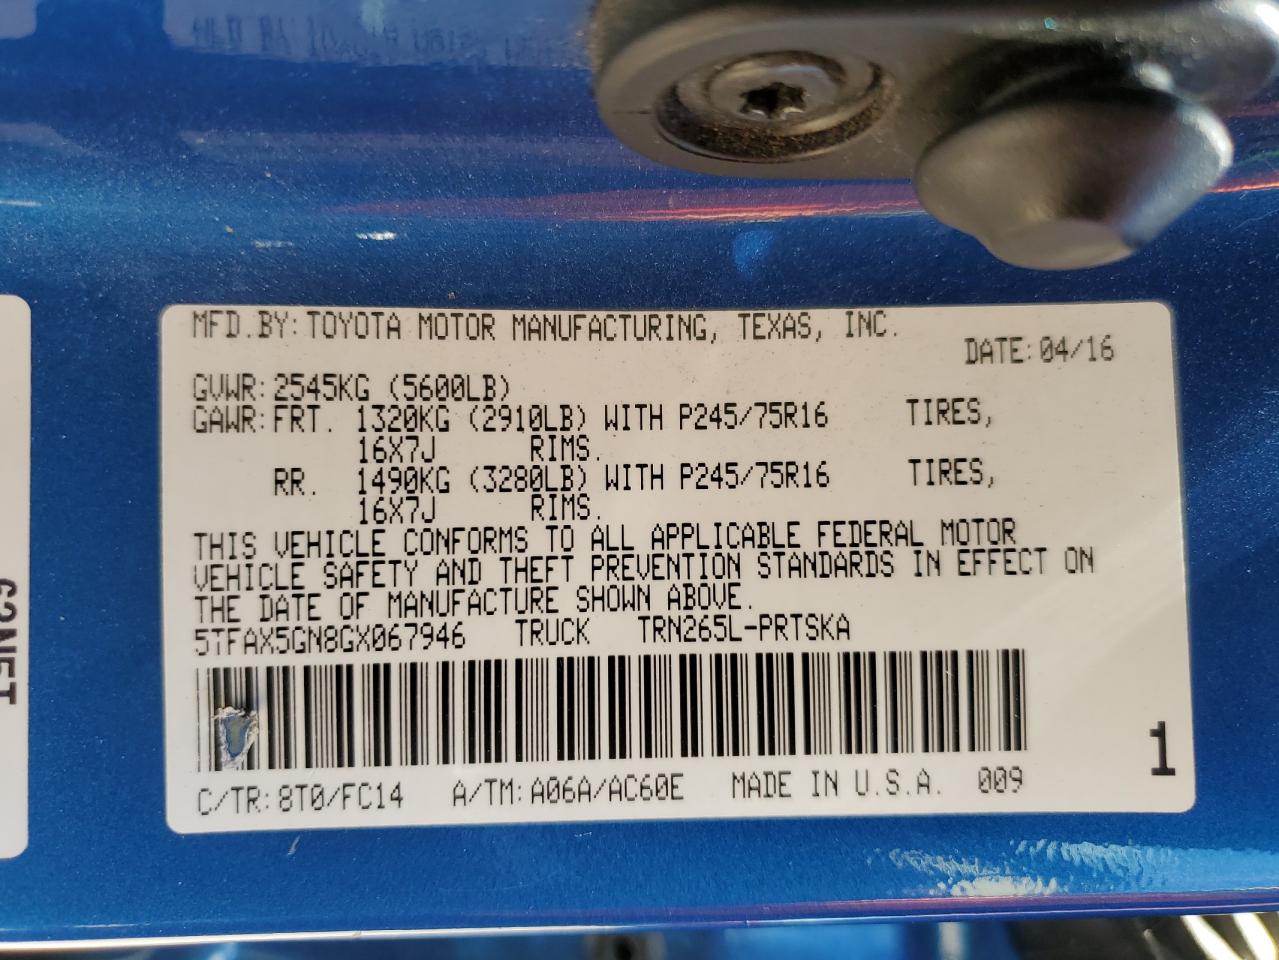 MFD.BY:TOYOTA MOTOR MANUFACTURING, TEXAS, INC.
DATE:04/16
GVWR:2545KG (5600LB)
GAWR:FRT. 1320KG (2910LB) WITH P245/75R16 TIRES,
16X7J RIMS.
RR. 1490KG (3280LB) WITH P245/75R16 TIRES,
16X7J RIMS.
THIS VEHICLE CONFORMS TO ALL APPLICABLE FEDERAL MOTOR
VEHICLE SAFETY AND THEFT PREVENTION STANDARDS IN EFFECT ON
THE DATE OF MANUFACTURE SHOWN ABOVE.
5TFAX5GN8GX067946 TRUCK TRN265L-PRTSKA
1
C/TR:8T0/FC14 A/TM:A06A/AC60E MADE IN U.S.A. 009